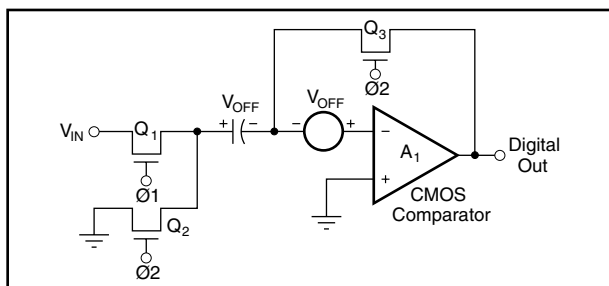 Q3
Ø2
VOFF
VOFF
+ − − +
VIN
Q1
−
A1
+
Digital
Out
CMOS
Comparator
Ø1
Q2
Ø2